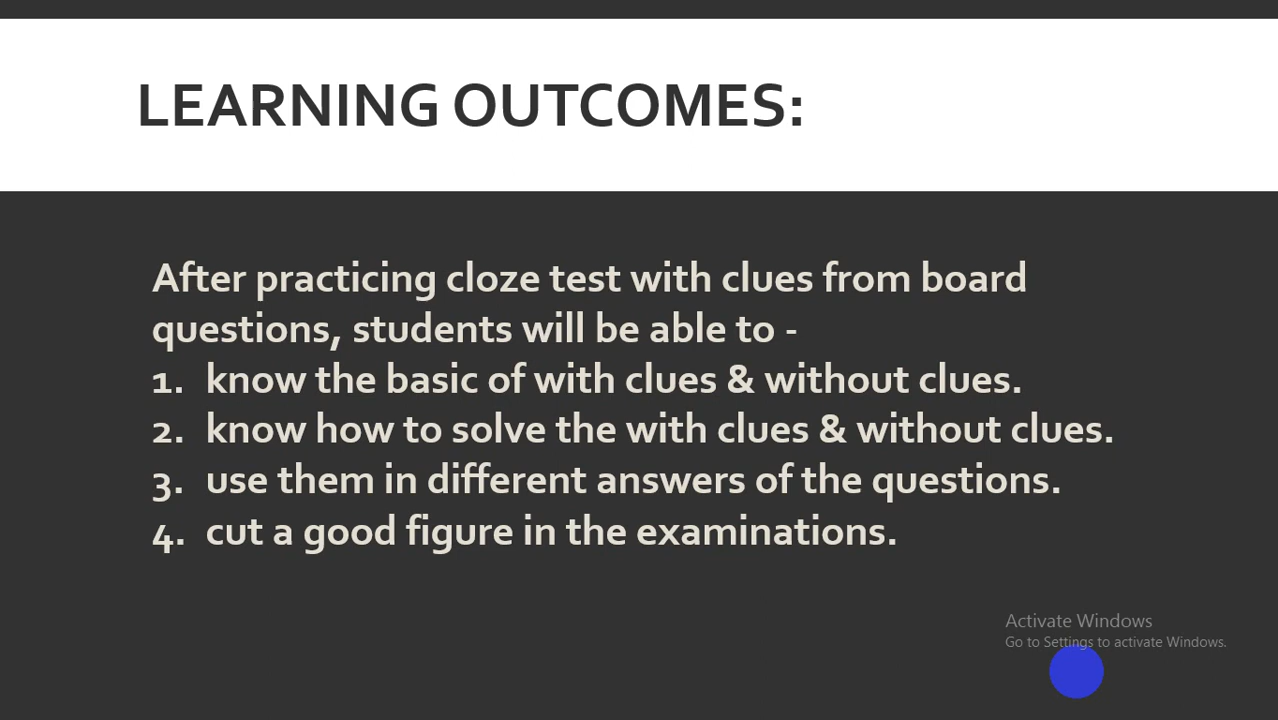 LEARNING OUTCOMES:
After practicing cloze test with clues from board
questions, students will be able to -
1. know the basic of with clues & without clues.
2. know how to solve the with clues & without clues.
3. use them in different answers of the questions.
4. cut a good figure in the examinations.
Activate Windows
Go to Settings to activate Windows.